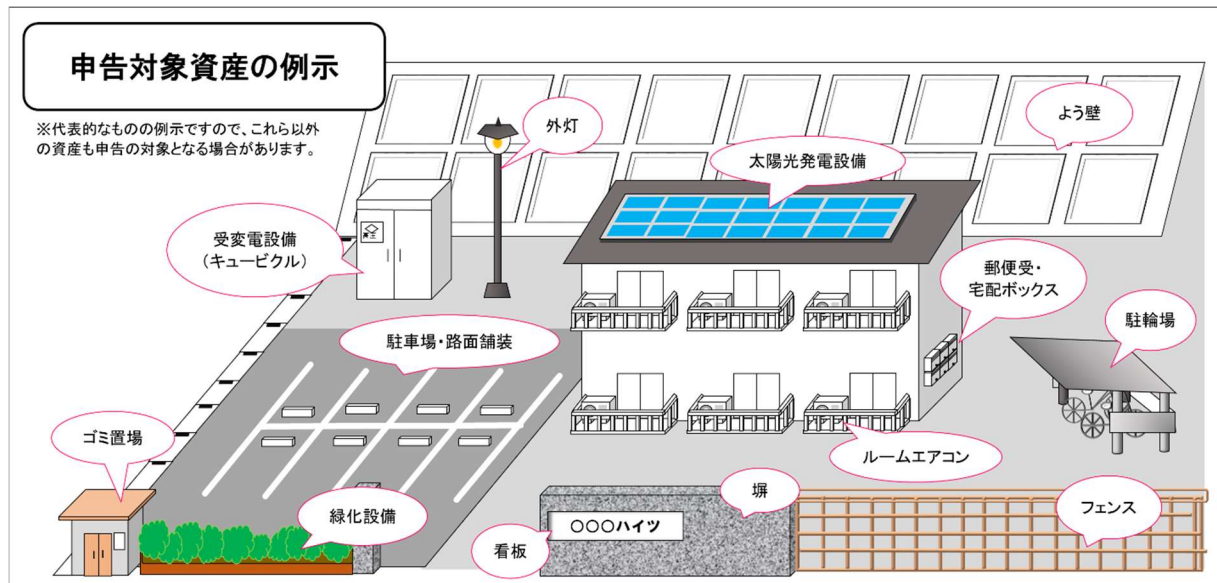 申告対象資産の例示
※代表的なものの例示ですので、これら以外
の資産も申告の対象となる場合があります。
外灯
よう壁
太陽光発電設備
受変電設備
(キュービクル)
郵便受・
宅配ボックス
駐輪場
駐車場・路面舗装
ゴミ置場
ルームエアコン
緑化設備
塀
フェンス
○○○ハイツ
看板